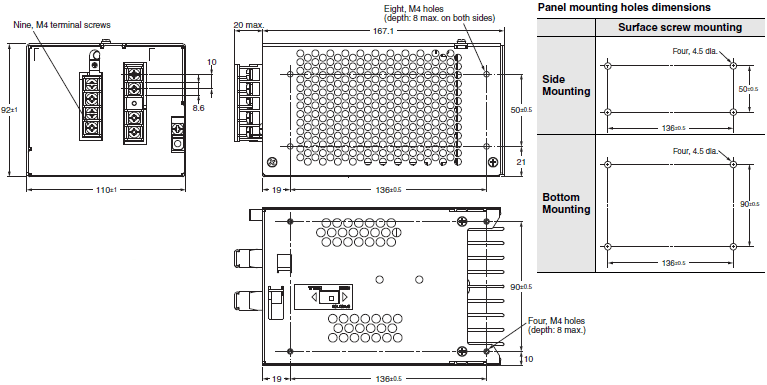 Nine, M4 terminal screws
20 max.
Eight, M4 holes
(depth: 8 max. on both sides)
167.1
10
8.6
92±1
110±1
50±0.5
21
19
136±0.5
90±0.5
Four, M4 holes
(depth: 8 max.)
10
19
136±0.5
Panel mounting holes dimensions
Surface screw mounting
Side
Mounting
Four, 4.5 dia.
50±0.5
136±0.5
Bottom
Mounting
Four, 4.5 dia.
90±0.5
136±0.5